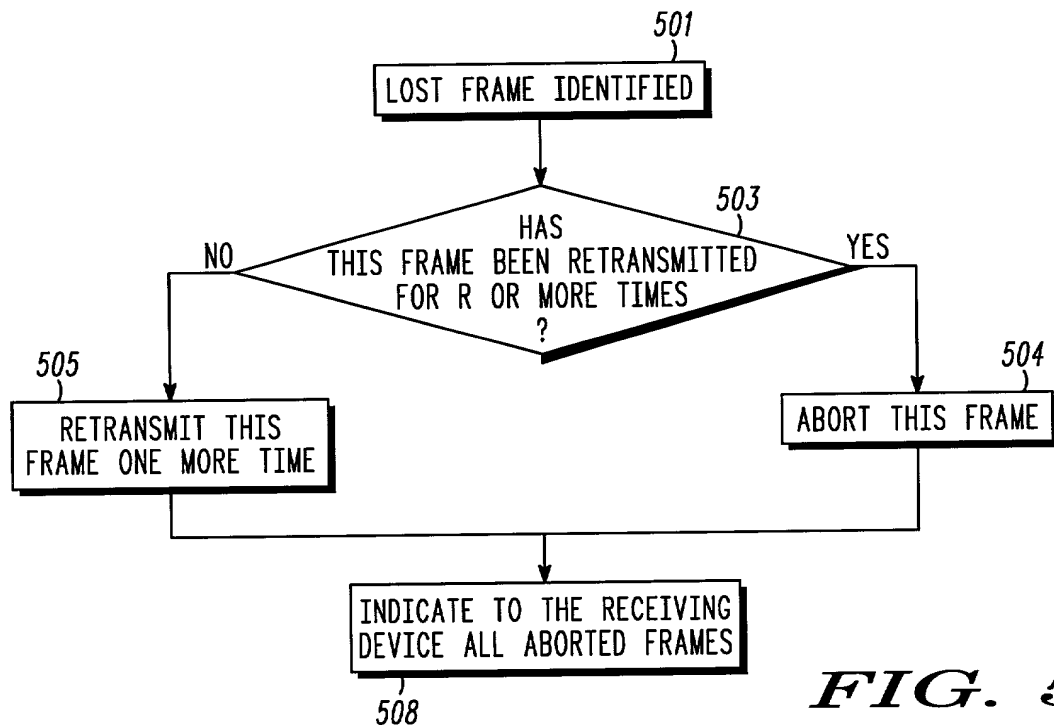 501
LOST FRAME IDENTIFIED
503
HAS
THIS FRAME BEEN RETRANSMITTED
FOR R OR MORE TIMES
?
NO
YES
505
RETRANSMIT THIS
FRAME ONE MORE TIME
504
ABORT THIS FRAME
INDICATE TO THE RECEIVING
DEVICE ALL ABORTED FRAMES
508
FIG. 5